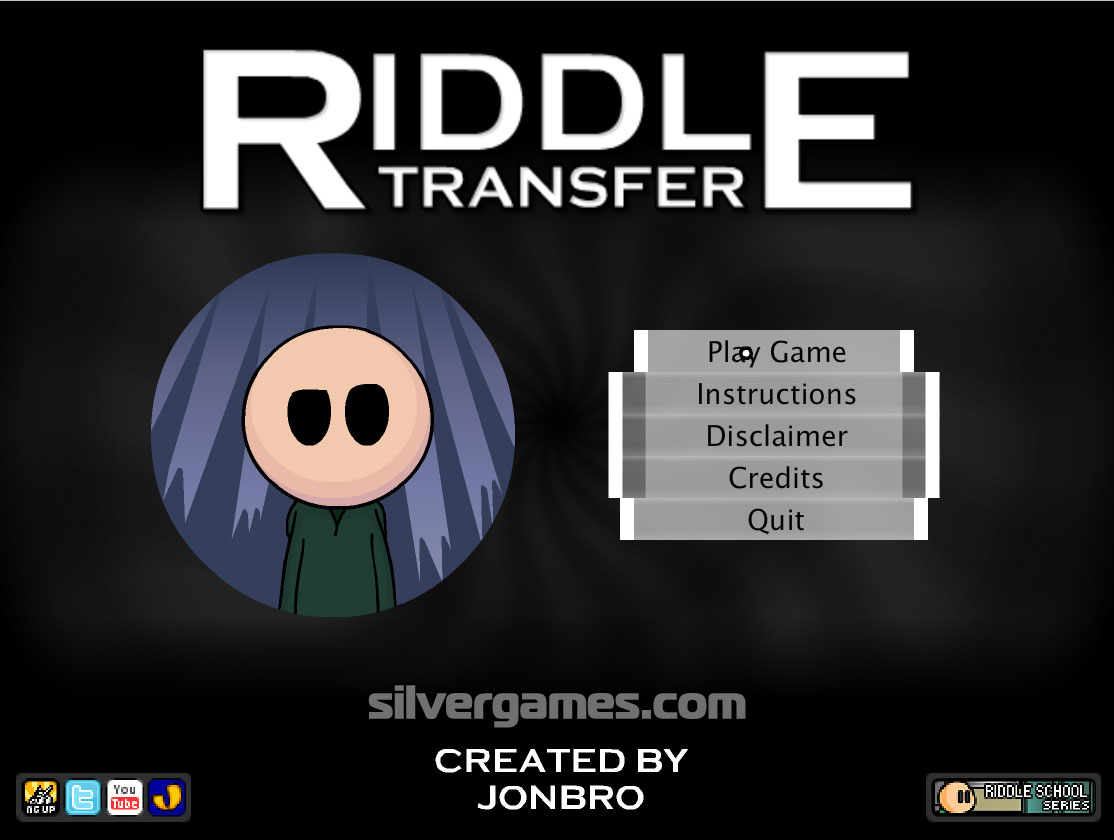 RIDDLE
TRANSFER
Play Game
Instructions
Disclaimer
Credits
Quit
silvergames.com
CREATED BY
JONBRO
NG UP
You
Tube
RIDDLE SCHOOL
SERIES